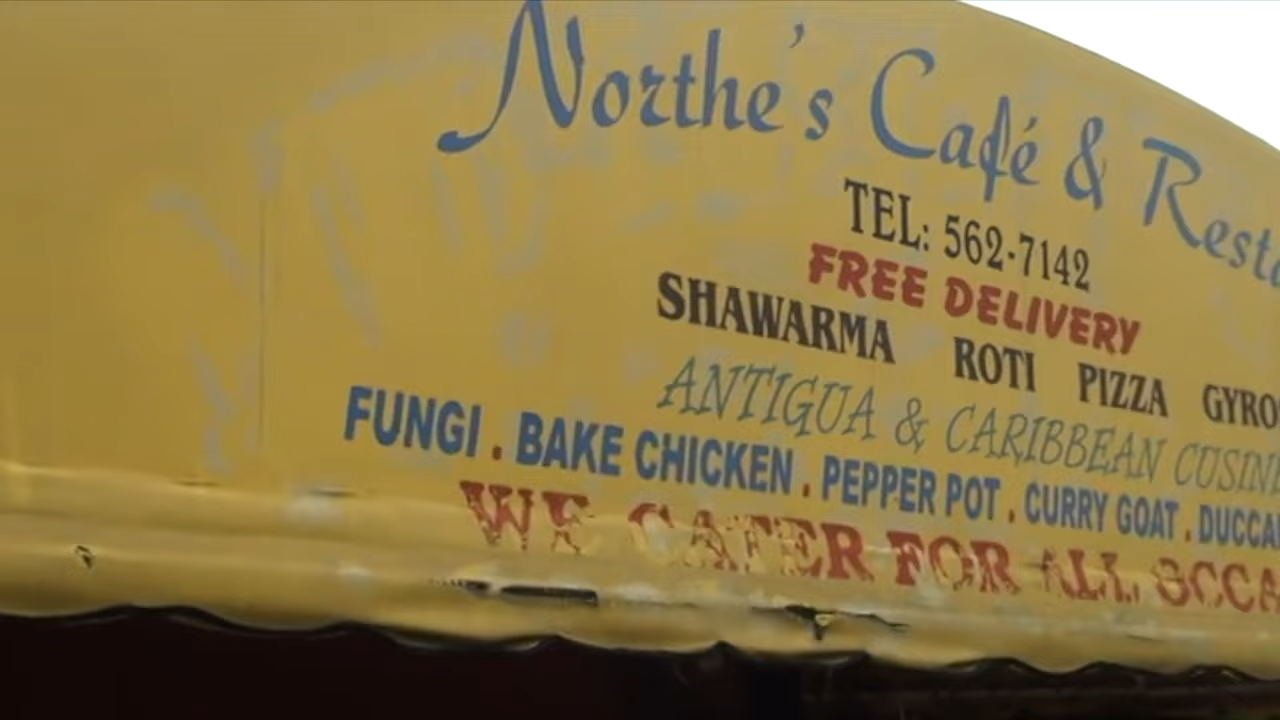 Northe's Café & Resta
TEL: 562-7142
FREE DELIVERY
SHAWARMA ROTI PIZZA GYRO
ANTIGUA & CARIBBEAN CUSIN
FUNGI . BAKE CHICKEN . PEPPER POT . CURRY GOAT . DUCCA
WE CATER FOR ALL OCCA